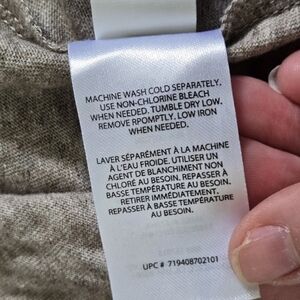 MACHINE WASH COLD SEPARATELY.
USE NON-CHLORINE BLEACH
WHEN NEEDED. TUMBLE DRY LOW.
REMOVE RPOMPTLY. LOW IRON
WHEN NEEDED.
LAVER SÉPARÉMENT À LA MACHINE
À L'EAU FROIDE. UTILISER UN
AGENT DE BLANCHIMENT NON
CHLORÉ AU BESOIN. REPASSER À
BASSE TEMPÉRATURE AU BESOIN.
RETIRER IMMÉDIATEMENT.
REPASSER À BASSE TEMPÉRATURE
AU BESOIN.
UPC # 719408702101